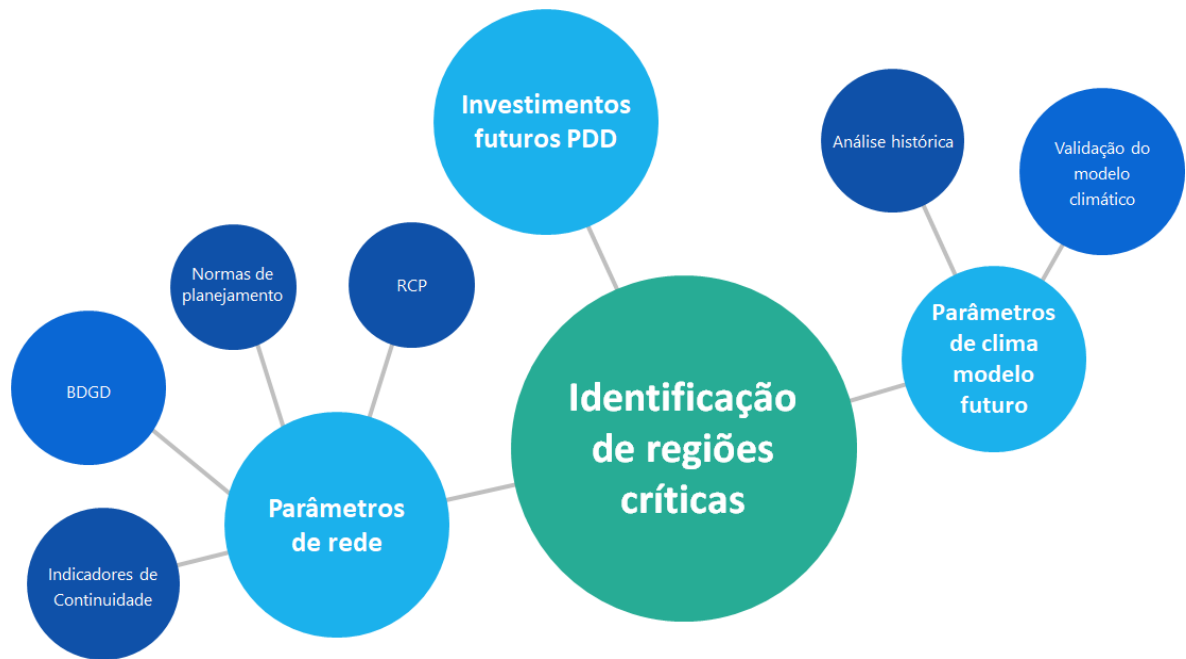 Investimentos
futuros PDD
Análise histórica
Validação do
modelo
climático
Normas de
planejamento
RCP
BDGD
Parâmetros
de clima
modelo
futuro
Identificação
de regiões
críticas
Parâmetros
de rede
Indicadores de
Continuidade